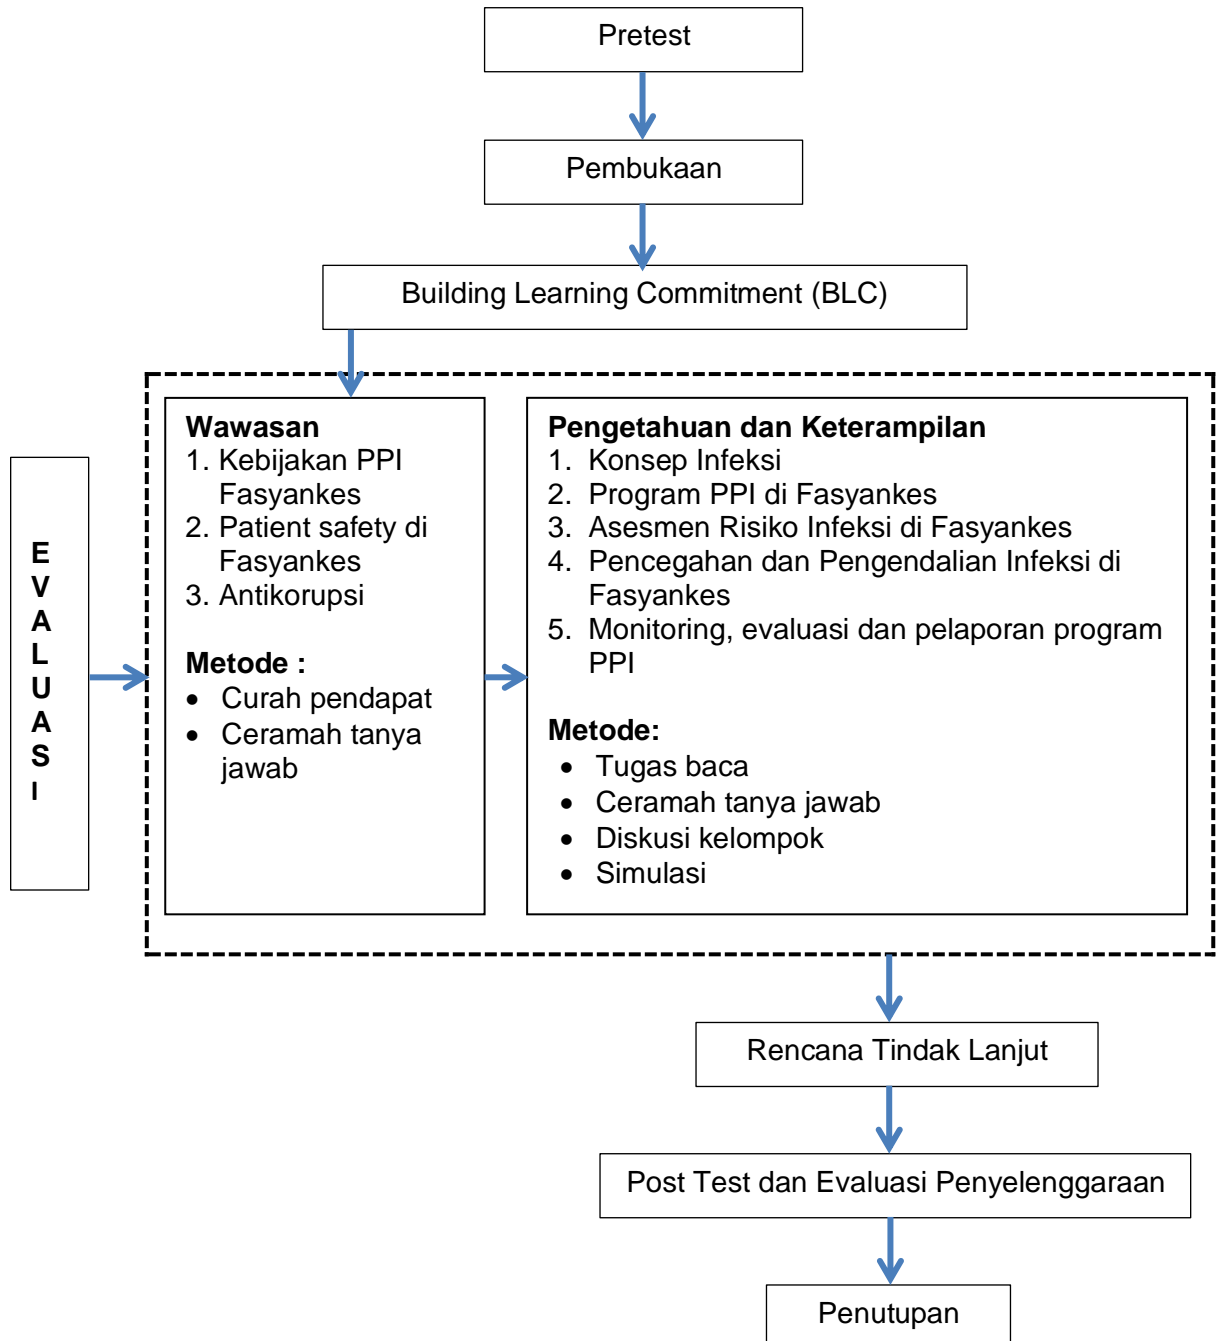 Pretest
Pembukaan
Building Learning Commitment (BLC)
E
V
A
L
U
A
S
I
Wawasan
1. Kebijakan PPI
Fasyankes
2. Patient safety di
Fasyankes
3. Antikorupsi
Metode :
• Curah pendapat
• Ceramah tanya
jawab
Pengetahuan dan Keterampilan
1. Konsep Infeksi
2. Program PPI di Fasyankes
3. Asesmen Risiko Infeksi di Fasyankes
4. Pencegahan dan Pengendalian Infeksi di
Fasyankes
5. Monitoring, evaluasi dan pelaporan program
PPI
Metode:
• Tugas baca
• Ceramah tanya jawab
• Diskusi kelompok
• Simulasi
Rencana Tindak Lanjut
Post Test dan Evaluasi Penyelenggaraan
Penutupan